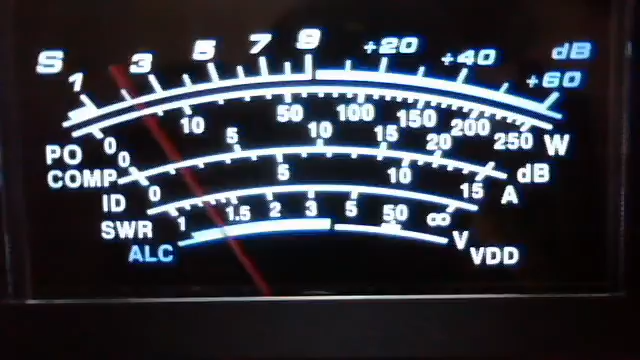 S 1 3 5 7 9 +20 +40 +60 dB
PO 0 10 50 100 150 200 250 W
COMP 0 5 10 15 20 dB
ID 0 5 10 15 A
SWR 1 1.5 2 3 5 50 ∞
ALC V VDD